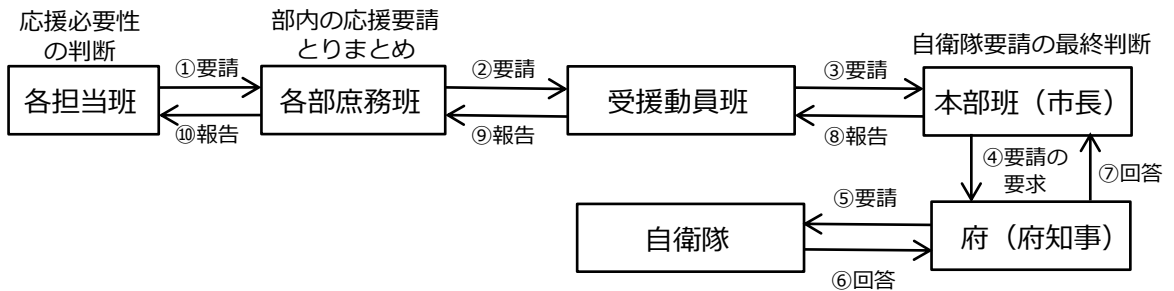 応援必要性
の判断
部内の応援要請
とりまとめ
自衛隊要請の最終判断
各担当班
①要請
⑩報告
各部庶務班
②要請
⑨報告
受援動員班
③要請
⑧報告
本部班（市長）
④要請の
要求
⑦回答
自衛隊
⑤要請
⑥回答
府（府知事）